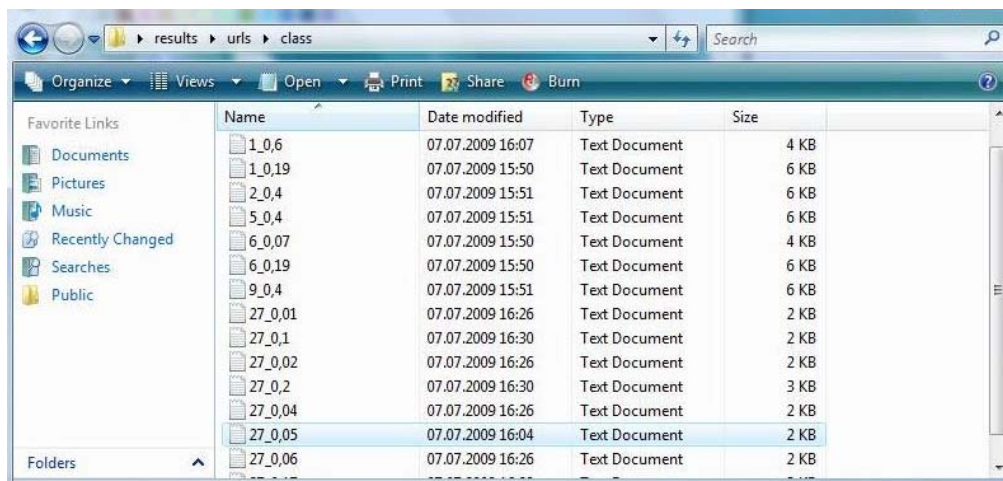 results urls class Search
Organize Views Open Print Share Burn
Favorite Links
Documents
Pictures
Music
Recently Changed
Searches
Public
Folders
Name Date modified Type Size
1_0,6 07.07.2009 16:07 Text Document 4 KB
1_0,19 07.07.2009 15:50 Text Document 6 KB
2_0,4 07.07.2009 15:51 Text Document 6 KB
5_0,4 07.07.2009 15:51 Text Document 6 KB
6_0,07 07.07.2009 15:50 Text Document 4 KB
6_0,19 07.07.2009 15:50 Text Document 6 KB
9_0,4 07.07.2009 15:51 Text Document 6 KB
27_0,01 07.07.2009 16:26 Text Document 2 KB
27_0,1 07.07.2009 16:30 Text Document 2 KB
27_0,02 07.07.2009 16:26 Text Document 2 KB
27_0,2 07.07.2009 16:30 Text Document 3 KB
27_0,04 07.07.2009 16:26 Text Document 2 KB
27_0,05 07.07.2009 16:04 Text Document 2 KB
27_0,06 07.07.2009 16:26 Text Document 2 KB